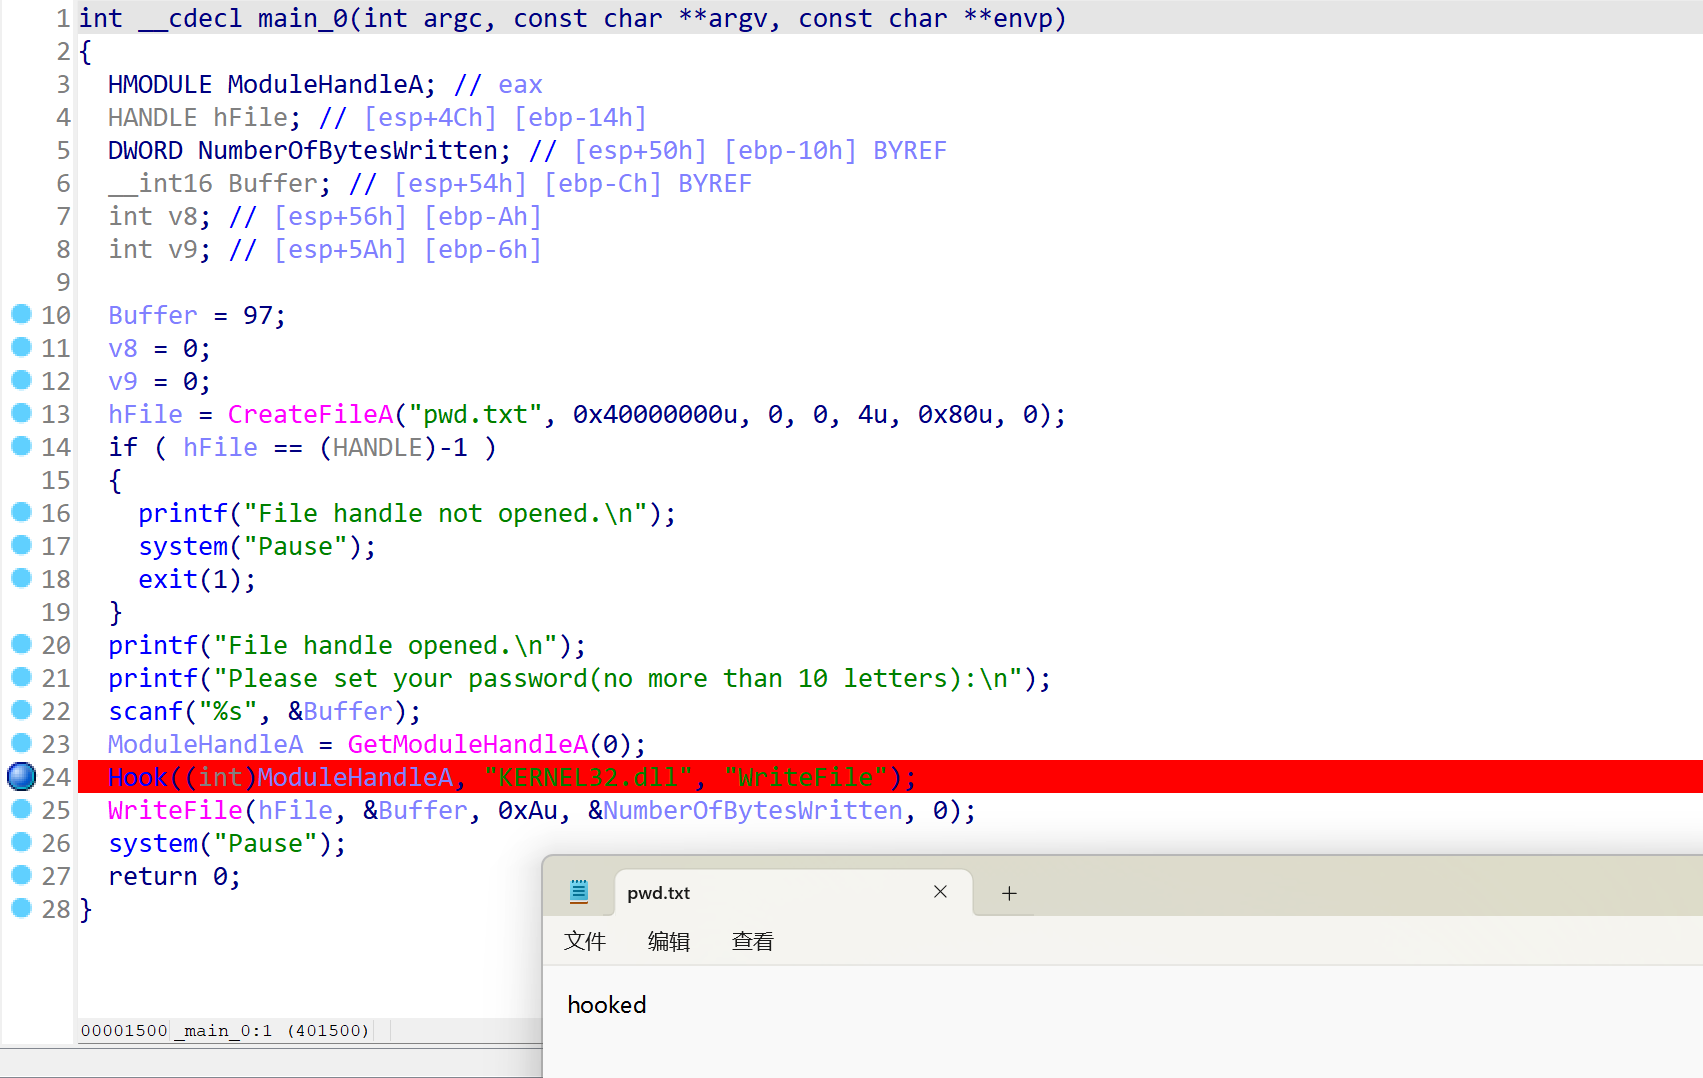 1 int __cdecl main_0(int argc, const char **argv, const char **envp)
2 {
3   HMODULE ModuleHandleA; // eax
4   HANDLE hFile; // [esp+4Ch] [ebp-14h]
5   DWORD NumberOfBytesWritten; // [esp+50h] [ebp-10h] BYREF
6   __int16 Buffer; // [esp+54h] [ebp-Ch] BYREF
7   int v8; // [esp+56h] [ebp-Ah]
8   int v9; // [esp+5Ah] [ebp-6h]
9
10   Buffer = 97;
11   v8 = 0;
12   v9 = 0;
13   hFile = CreateFileA("pwd.txt", 0x40000000u, 0, 0, 4u, 0x80u, 0);
14   if ( hFile == (HANDLE)-1 )
15   {
16     printf("File handle not opened.\n");
17     system("Pause");
18     exit(1);
19   }
20   printf("File handle opened.\n");
21   printf("Please set your password(no more than 10 letters):\n");
22   scanf("%s", &Buffer);
23   ModuleHandleA = GetModuleHandleA(0);
24   Hook((int)ModuleHandleA, "KERNEL32.dll", "WriteFile");
25   WriteFile(hFile, &Buffer, 0xAu, &NumberOfBytesWritten, 0);
26   system("Pause");
27   return 0;
28 }
00001500 _main_0:1 (401500)
pwd.txt × +
文件 编辑 查看
hooked